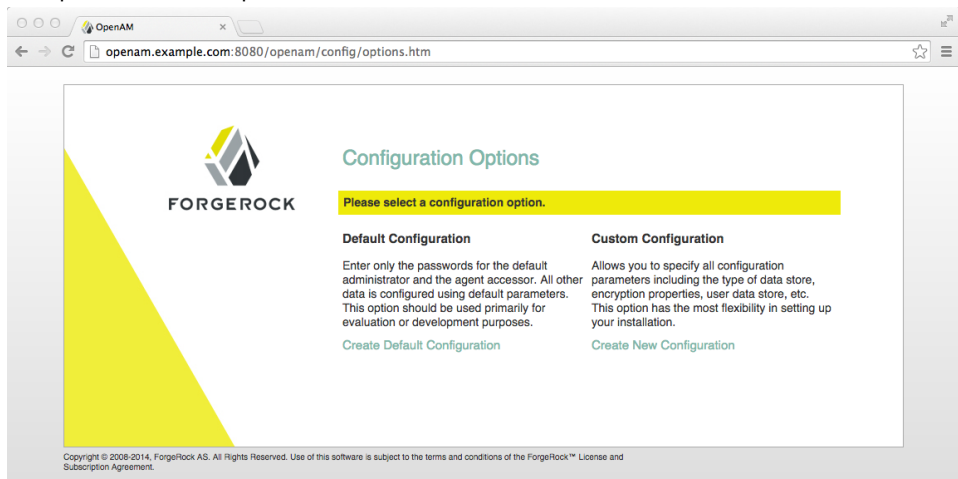 OpenAM
openam.example.com:8080/openam/config/options.htm
FORGEROCK
Configuration Options
Please select a configuration option.
Default Configuration
Enter only the passwords for the default
administrator and the agent accessor. All other
data is configured using default parameters.
This option should be used primarily for
evaluation or development purposes.
Create Default Configuration
Custom Configuration
Allows you to specify all configuration
parameters including the type of data store,
encryption properties, user data store, etc.
This option has the most flexibility in setting up
your installation.
Create New Configuration
Copyright © 2008-2014, ForgeRock AS. All Rights Reserved. Use of this software is subject to the terms and conditions of the ForgeRock™ License and
Subscription Agreement.